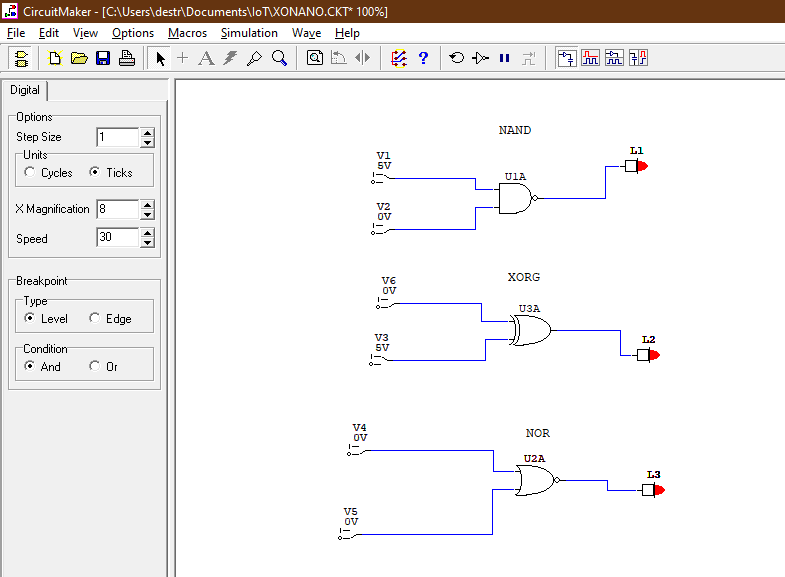 CircuitMaker - [C:\Users\destr\Documents\IoT\XONANO.CKT* 100%]
File Edit View Options Macros Simulation Wave Help
A ?
Digital
Options
Step Size 1
Units
Cycles Ticks
X Magnification 8
Speed 30
Breakpoint
Type
Level Edge
Condition
And Or
NAND
V1
5V
U1A
L1
V2
0V
XORG
V6
0V
U3A
V3
5V
L2
NOR
V4
0V
U2A
L3
V5
0V